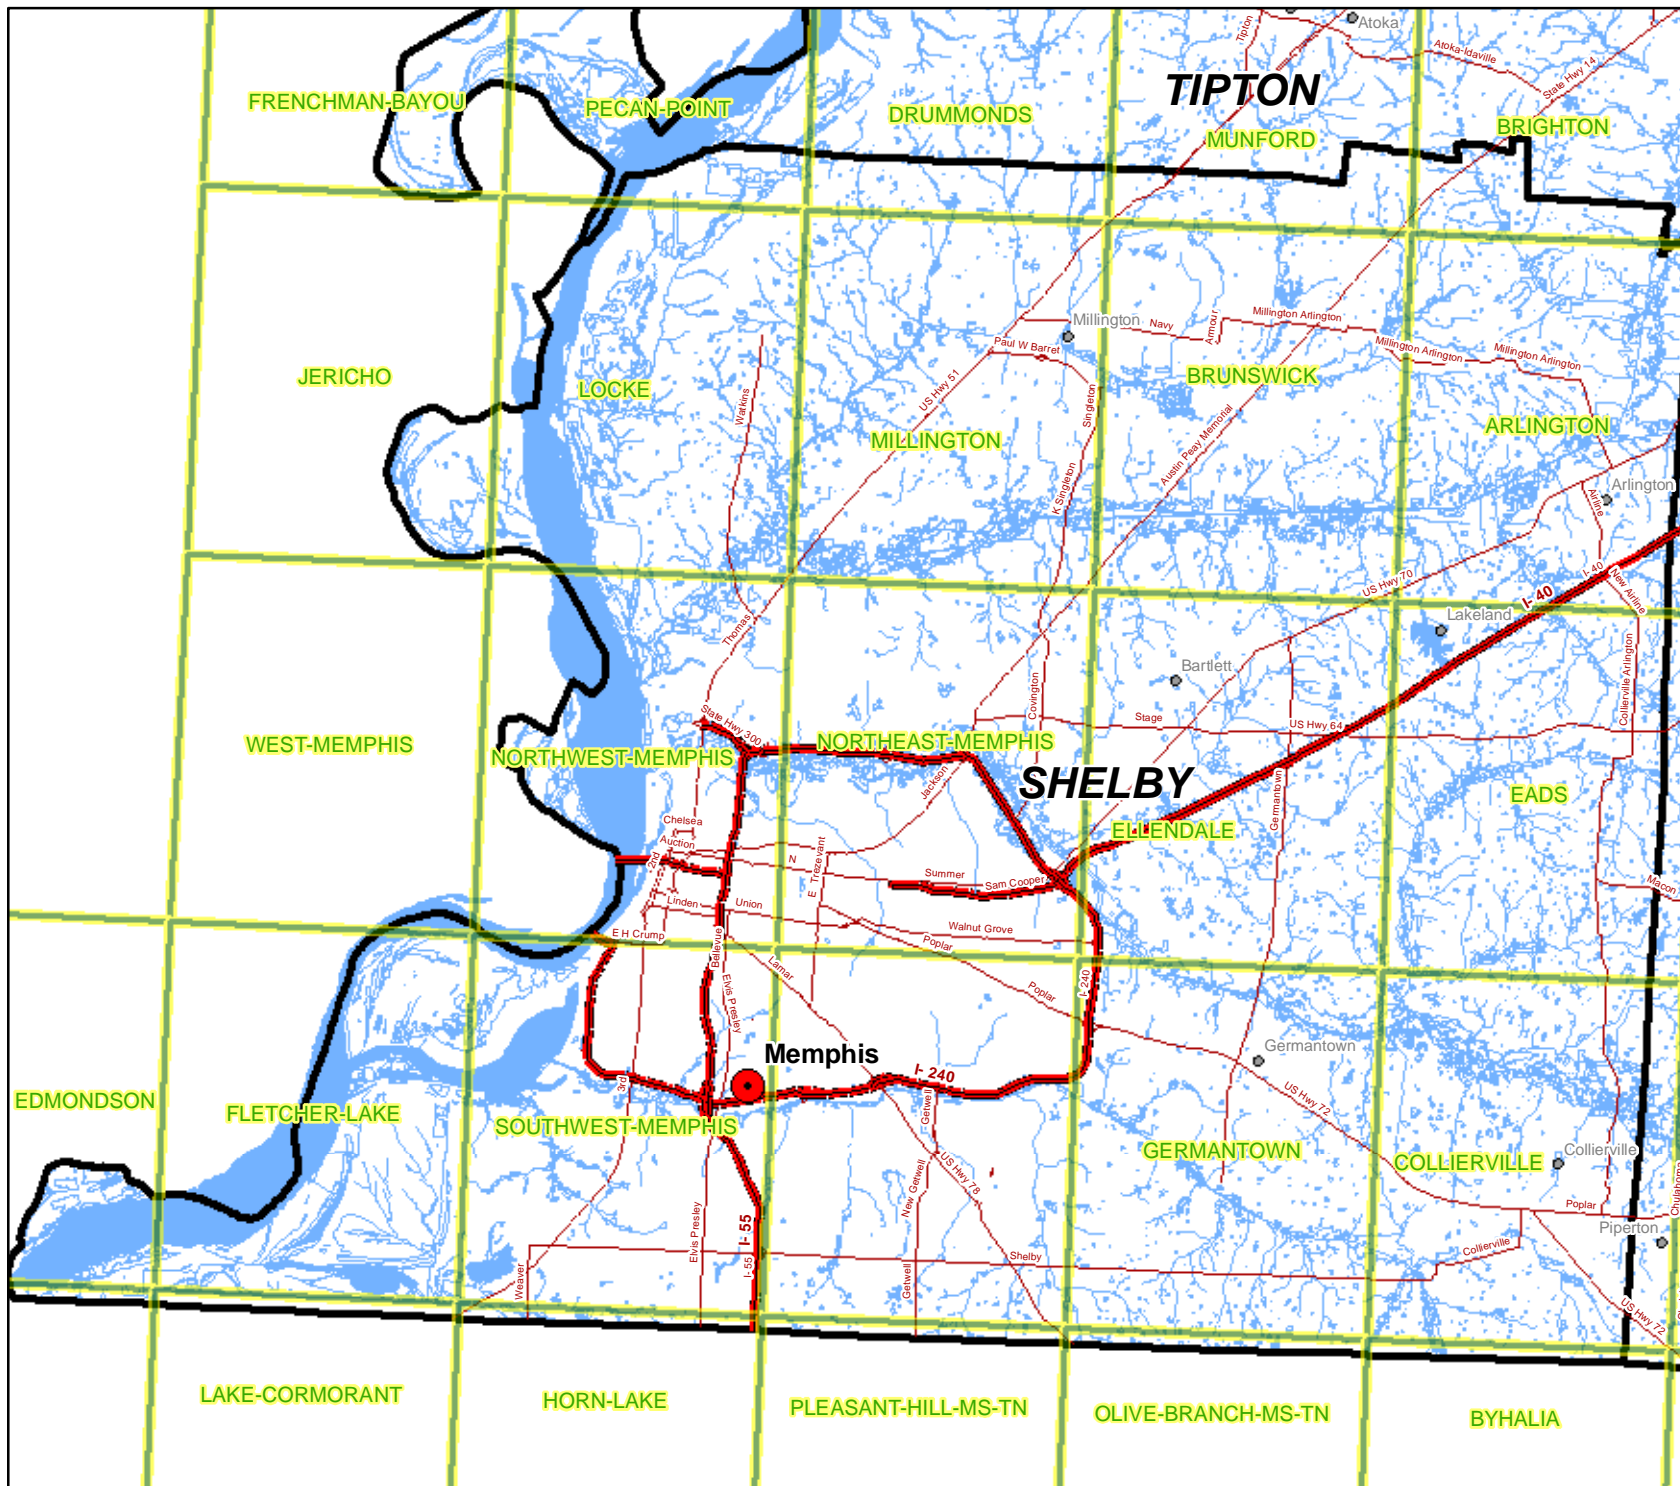 Atoka
Tipton
Atoka-Idaville
State Hwy 14
TIPTON
FRENCHMAN-BAYOU
PECAN-POINT
DRUMMONDS
MUNFORD
BRIGHTON
Millington
Navy
Armour
Millington Arlington
Paul W Barret
Millington Arlington
Millington Arlington
JERICHO
LOCKE
Watkins
US Hwy 51
Singleton
BRUNSWICK
MILLINGTON
Austin Peay Memorial
ARLINGTON
K Singleton
Arlington
Airline
US Hwy 70
I- 40
I- 40
New Airline
Thomas
Lakeland
Bartlett
Collierville Arlington
Covington
State Hwy 300
Stage
US Hwy 64
WEST-MEMPHIS
NORTHWEST-MEMPHIS
NORTHEAST-MEMPHIS
Jackson
SHELBY
EADS
Germantown
Chelsea
ELLENDALE
Auction
2nd
N
E Trezevant
Summer
Sam Cooper
Macon
Linden
Union
E H Crump
Walnut Grove
Poplar
Bellevue
Lamar
Elvis Presley
Poplar
I- 240
Memphis
Germantown
I- 240
3rd
EDMONDSON
FLETCHER-LAKE
SOUTHWEST-MEMPHIS
Getwell
US Hwy 72
GERMANTOWN
COLLIERVILLE
Collierville
New Getwell
US Hwy 78
Chulahoma
Poplar
Piperton
Elvis Presley
I- 55
I- 55
Weaver
Getwell
Shelby
Collierville
US Hwy 72
LAKE-CORMORANT
HORN-LAKE
PLEASANT-HILL-MS-TN
OLIVE-BRANCH-MS-TN
BYHALIA